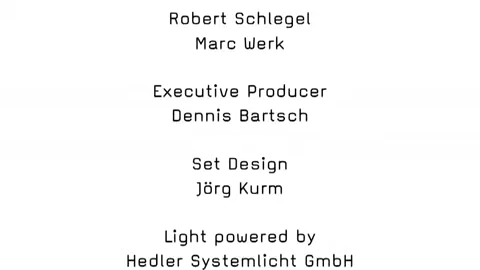 Robert Schlegel
Marc Werk
Executive Producer
Dennis Bartsch
Set Design
Jörg Kurm
Light powered by
Hedler Systemlicht GmbH